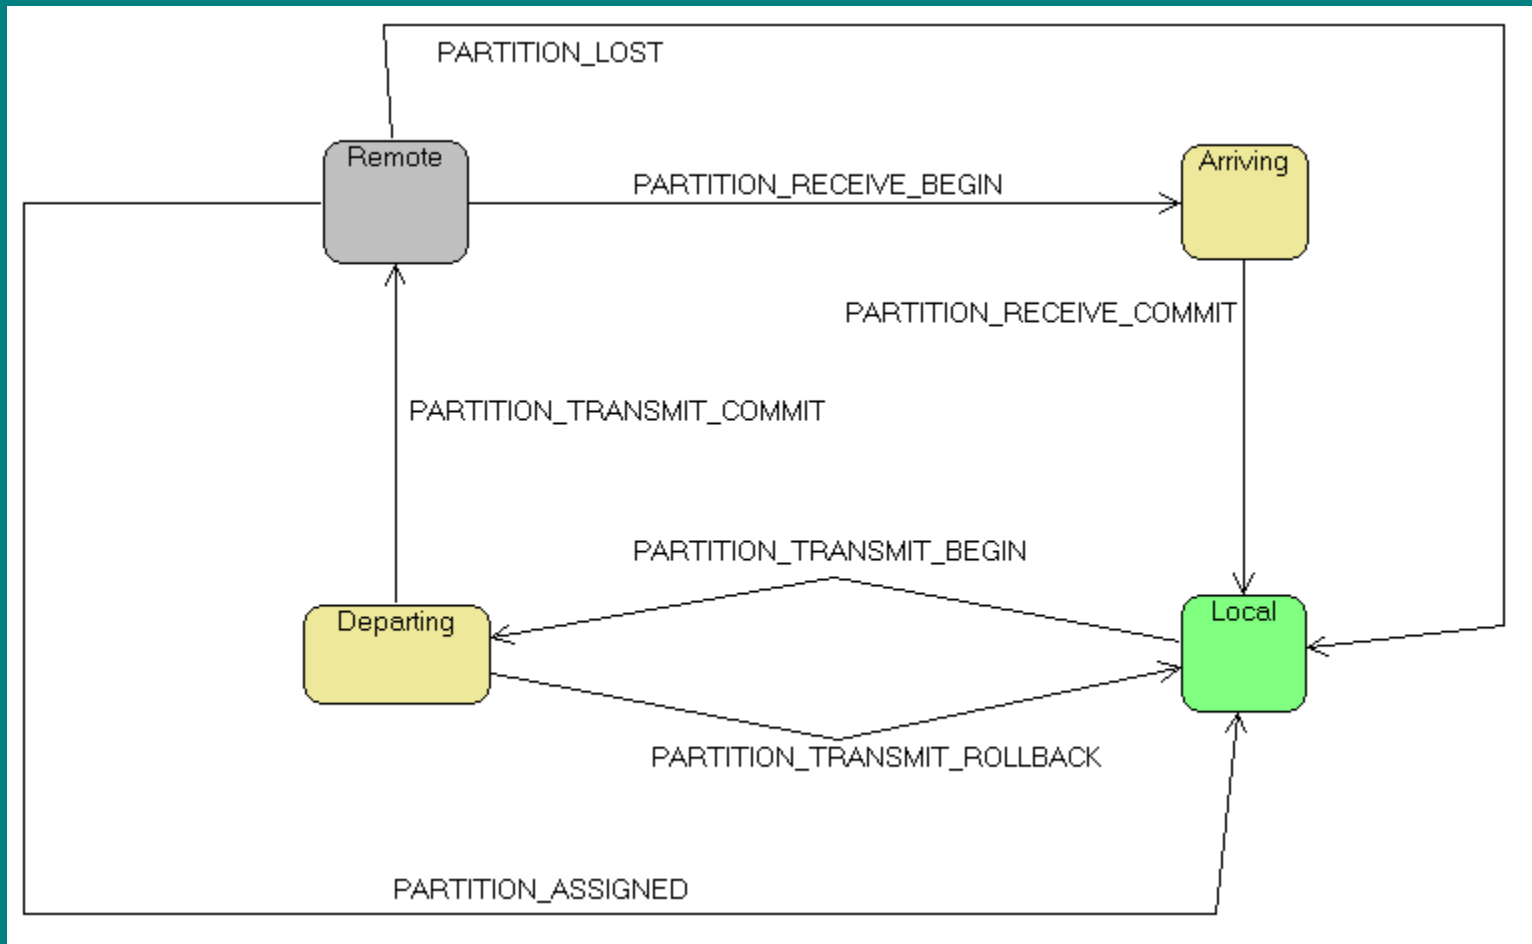 PARTITION_LOST
Remote
Arriving
PARTITION_RECEIVE_BEGIN
PARTITION_RECEIVE_COMMIT
PARTITION_TRANSMIT_COMMIT
PARTITION_TRANSMIT_BEGIN
Departing
Local
PARTITION_TRANSMIT_ROLLBACK
PARTITION_ASSIGNED